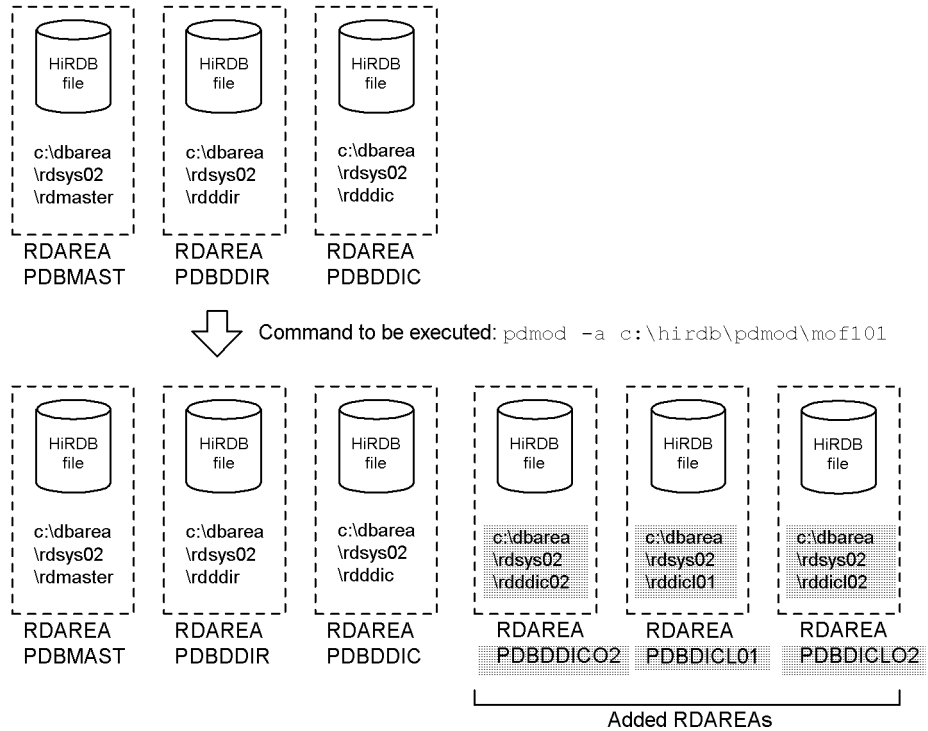 HiRDB
file
HiRDB
file
HiRDB
file
c:\dbarea
\rdsys02
\rdmaster
c:\dbarea
\rdsys02
\rdddir
c:\dbarea
\rdsys02
\rdddic
RDAREA
PDBMAST
RDAREA
PDBDDIR
RDAREA
PDBDDIC
Command to be executed: pdmod -a c:\hirdb\pdmod\mof101
HiRDB
file
HiRDB
file
HiRDB
file
HiRDB
file
HiRDB
file
HiRDB
file
c:\dbarea
\rdsys02
\rdmaster
c:\dbarea
\rdsys02
\rdddir
c:\dbarea
\rdsys02
\rdddic
c:\dbarea
\rdsys02
\rdddic02
c:\dbarea
\rdsys02
\rddicl01
c:\dbarea
\rdsys02
\rddicl02
RDAREA
PDBMAST
RDAREA
PDBDDIR
RDAREA
PDBDDIC
RDAREA
PDBDDICO2
RDAREA
PDBDICL01
RDAREA
PDBDICLO2
Added RDAREAs